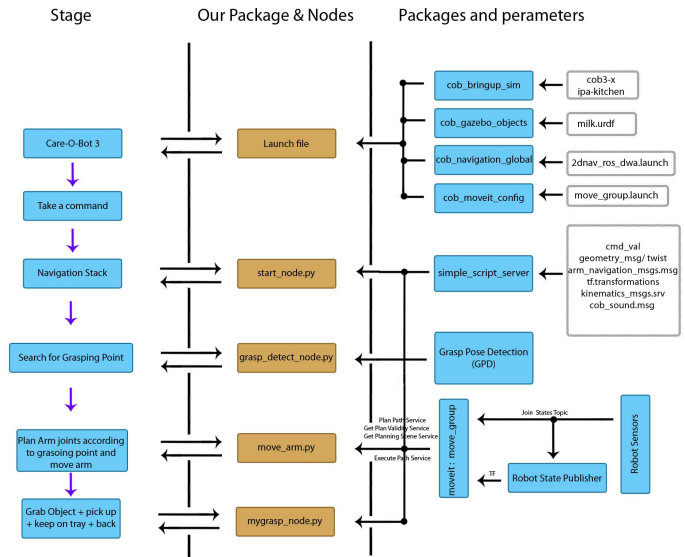 Stage
Our Package & Nodes
Packages and perameters
cob_bringup_sim
cob3-x
ipa-kitchen
cob_gazebo_objects
milk.urdf
Care-O-Bot 3
Launch file
cob_navigation_global
2dnav_ros_dwa.launch
cob_moveit_config
move_group.launch
Take a command
Navigation Stack
start_node.py
simple_script_server
cmd_val
geometry_msg/ twist
arm_navigation_msgs.msg
tf.transformations
kinematics_msgs.srv
cob_sound.msg
Search for Grasping Point
grasp_detect_node.py
Grasp Pose Detection
(GPD)
Plan Arm joints according
to grasoing point and
move arm
move_arm.py
Plan Path Service
Get Plan Validity Service
Get Planning Scene Service
Execute Path Service
moveit : move_group
Join States Topic
TF
Robot State Publisher
Robot Sensors
Grab Object + pick up
+ keep on tray + back
mygrasp_node.py